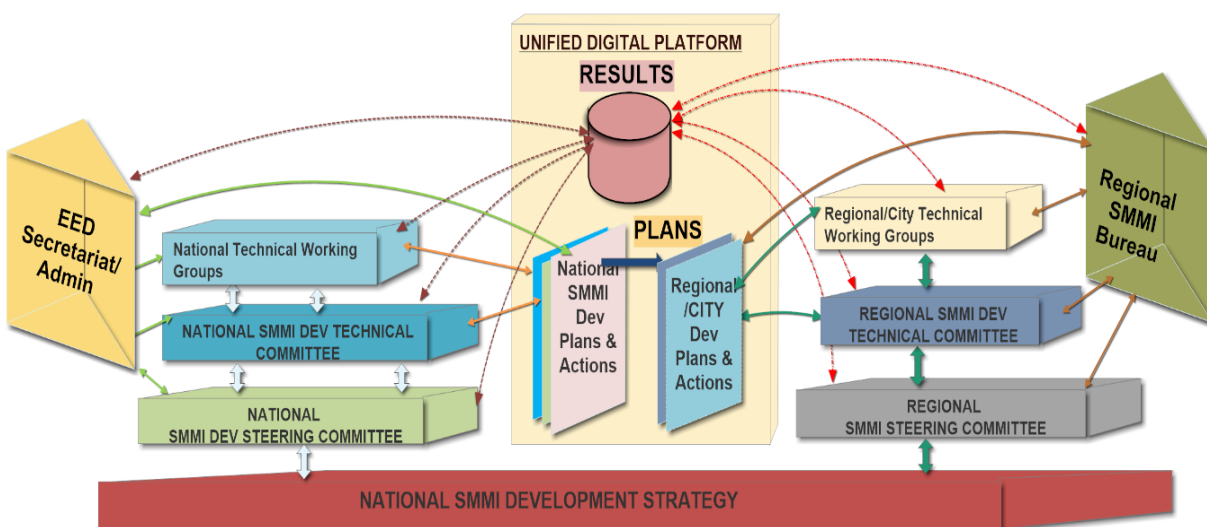 UNIFIED DIGITAL PLATFORM
RESULTS
EED
Secretariat/
Admin
National Technical Working
Groups
NATIONAL SMMI DEV TECHNICAL
COMMITTEE
NATIONAL
SMMI DEV STEERING COMMITTEE
PLANS
National
SMMI
Dev
Plans &
Actions
Regional
/CITY
Dev
Plans &
Actions
Regional/City Technical
Working Groups
REGIONAL SMMI DEV
TECHNICAL COMMITTEE
REGIONAL
SMMI STEERING COMMITTEE
Regional
SMMI
Bureau
NATIONAL SMMI DEVELOPMENT STRATEGY